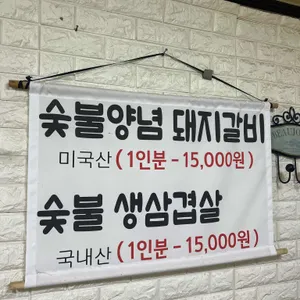 숯불양념 돼지갈비
미국산 (1인분 - 15,000원)
숯불 생삼겹살
국내산 (1인분 - 15,000원)